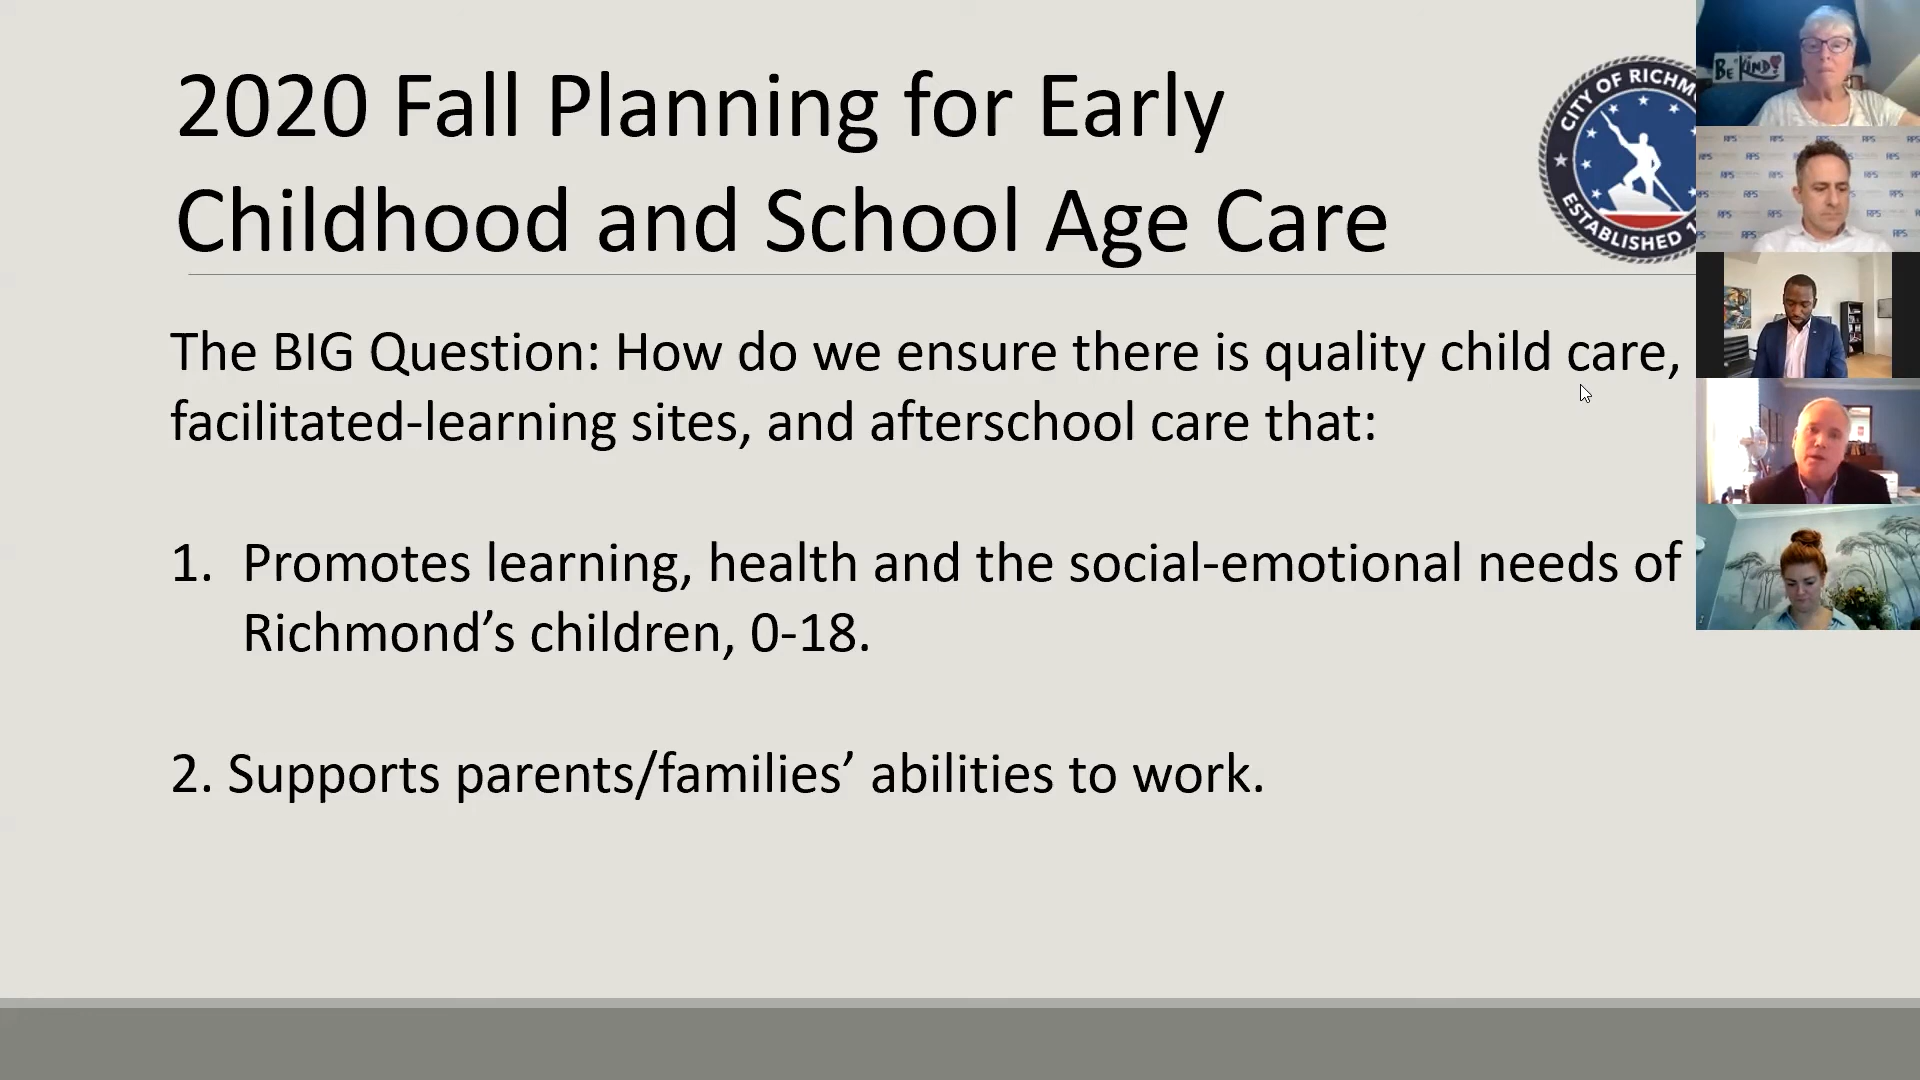 2020 Fall Planning for Early
Childhood and School Age Care
CITY OF RICHM
ESTABLISHED 1
The BIG Question: How do we ensure there is quality child care,
facilitated-learning sites, and afterschool care that:
1. Promotes learning, health and the social-emotional needs of
Richmond’s children, 0-18.
2. Supports parents/families’ abilities to work.
Be Kind
RPS